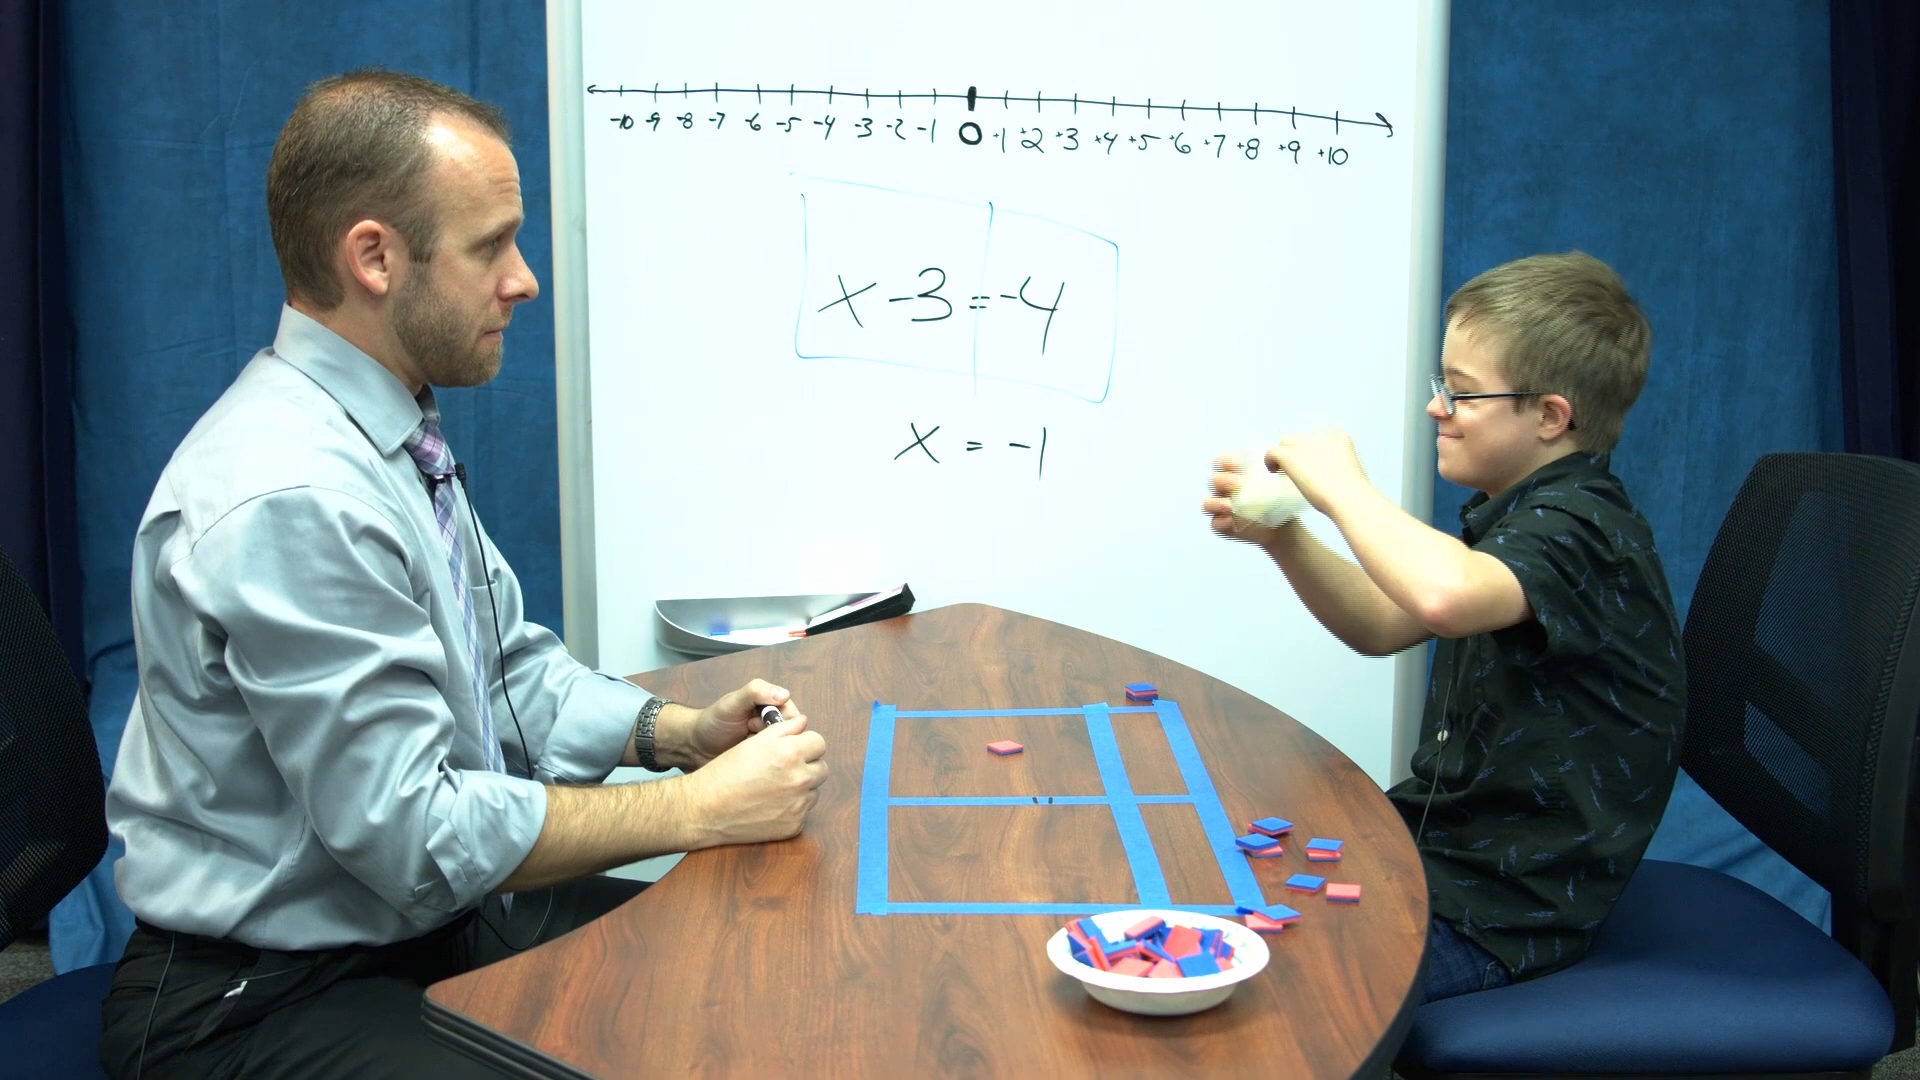 -10 -9 -8 -7 -6 -5 -4 -3 -2 -1 0 +1 +2 +3 +4 +5 +6 +7 +8 +9 +10
x - 3 = -4
x = -1